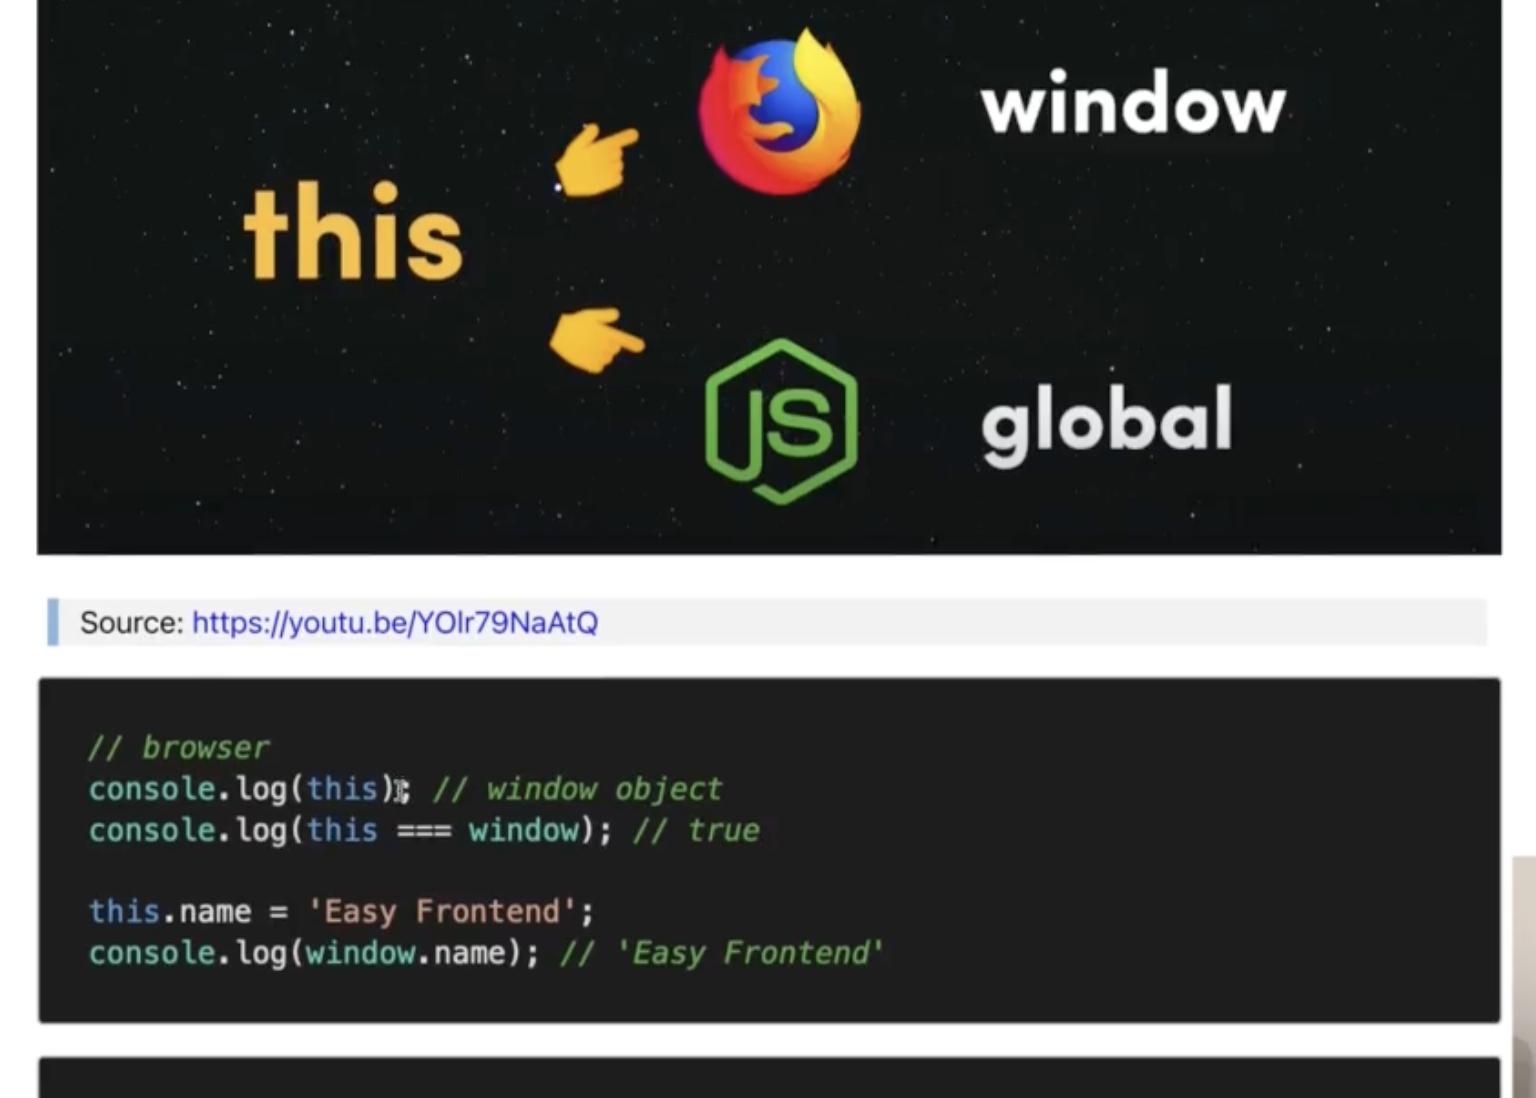 window
this
JS
global
Source: https://youtu.be/YOlr79NaAtQ
// browser
console.log(this); // window object
console.log(this === window); // true
this.name = 'Easy Frontend';
console.log(window.name); // 'Easy Frontend'